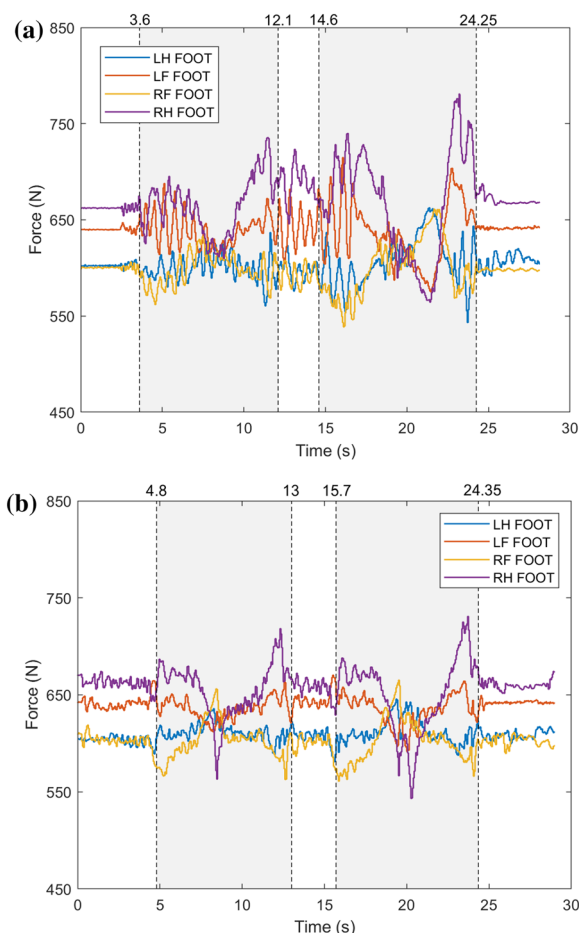 (a)
3.6 12.1 14.6 24.25
850
750
650
550
450
Force (N)
LH FOOT
LF FOOT
RF FOOT
RH FOOT
0 5 10 15 20 25 30
Time (s)
(b)
4.8 13 15.7 24.35
850
750
650
550
450
Force (N)
LH FOOT
LF FOOT
RF FOOT
RH FOOT
0 5 10 15 20 25 30
Time (s)